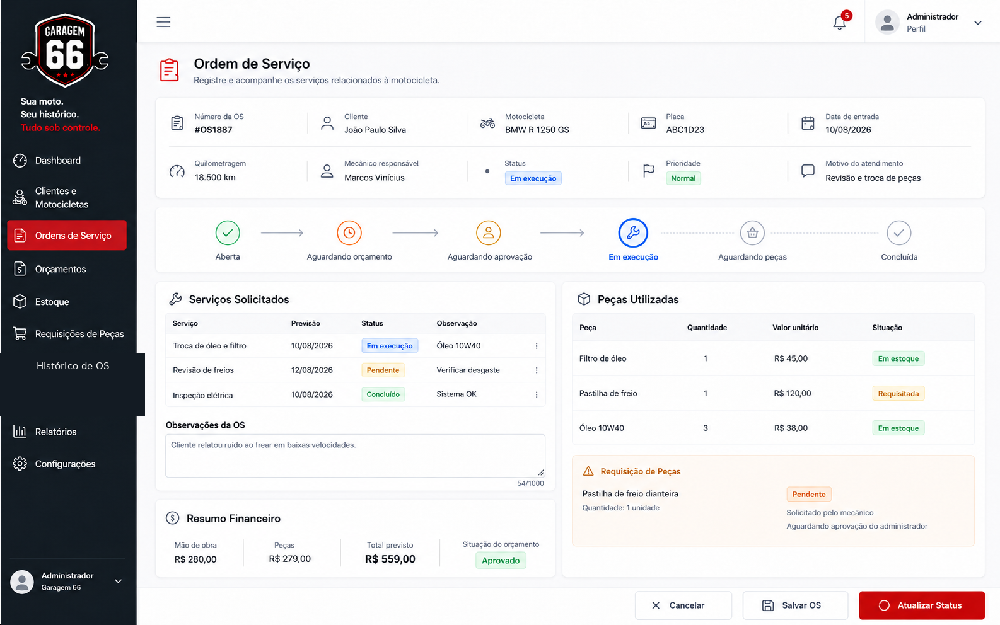 GARAGEM
66
Sua moto.
Seu histórico.
Tudo sob controle.
Dashboard
Clientes e
Motocicletas
Ordens de Serviço
Orçamentos
Estoque
Requisições de Peças
Histórico de OS
Relatórios
Configurações
Administrador
Garagem 66
5
Administrador
Perfil
Ordem de Serviço
Registre e acompanhe os serviços relacionados à motocicleta.
Número da OS
#OS1887
Cliente
João Paulo Silva
Motocicleta
BMW R 1250 GS
Placa
ABC1D23
Data de entrada
10/08/2026
Quilometragem
18.500 km
Mecânico responsável
Marcos Vinícius
Status
Em execução
Prioridade
Normal
Motivo do atendimento
Revisão e troca de peças
Aberta
Aguardando orçamento
Aguardando aprovação
Em execução
Aguardando peças
Concluída
Serviços Solicitados
Serviço Previsão Status Observação
Troca de óleo e filtro 10/08/2026 Em execução Óleo 10W40
Revisão de freios 12/08/2026 Pendente Verificar desgaste
Inspeção elétrica 10/08/2026 Concluído Sistema OK
Observações da OS
Cliente relatou ruído ao frear em baixas velocidades.
54/1000
Resumo Financeiro
Mão de obra
R$ 280,00
Peças
R$ 279,00
Total previsto
R$ 559,00
Situação do orçamento
Aprovado
Peças Utilizadas
Peça Quantidade Valor unitário Situação
Filtro de óleo 1 R$ 45,00 Em estoque
Pastilha de freio 1 R$ 120,00 Requisitada
Óleo 10W40 3 R$ 38,00 Em estoque
Requisição de Peças
Pastilha de freio dianteira
Quantidade: 1 unidade
Pendente
Solicitado pelo mecânico
Aguardando aprovação do administrador
Cancelar
Salvar OS
Atualizar Status